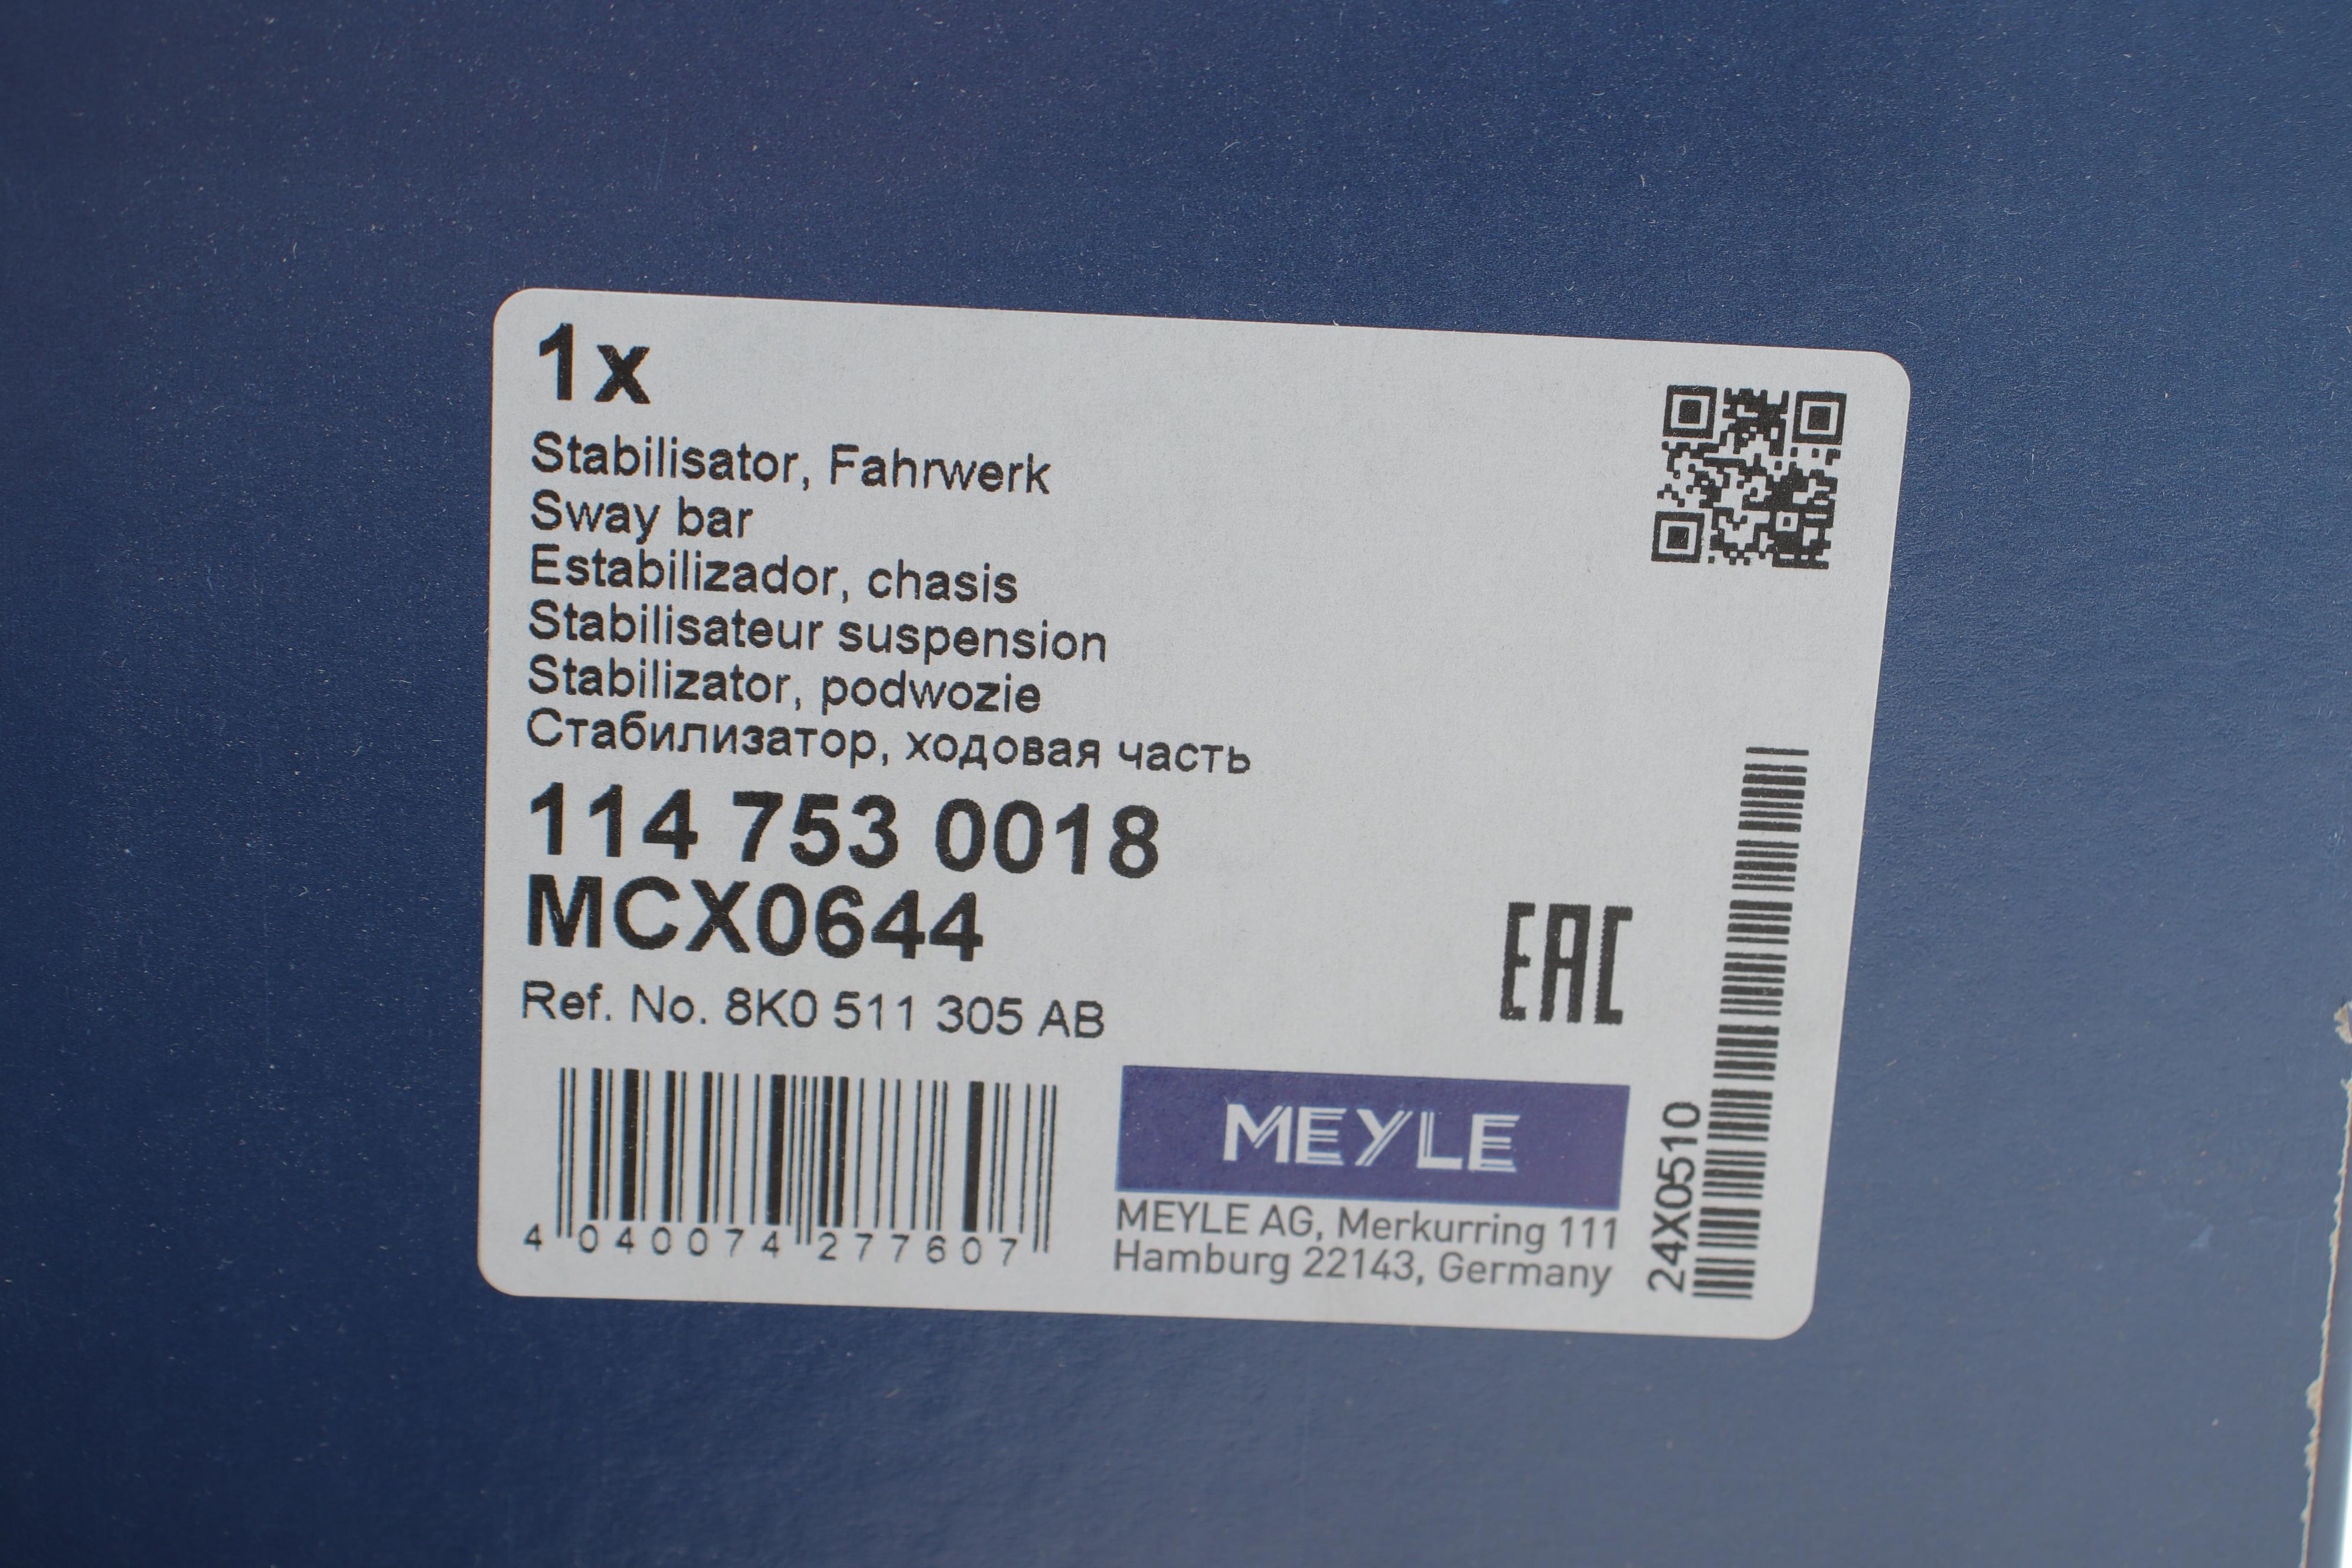 1x
Stabilisator, Fahrwerk
Sway bar
Estabilizador, chasis
Stabilisateur suspension
Stabilizator, podwozie
Стабилизатор, ходовая часть
114 753 0018
MCX0644
Ref. No. 8K0 511 305 AB
EAC
4 040074 277607
MEYLE
MEYLE AG, Merkurring 111
Hamburg 22143, Germany
24X0510